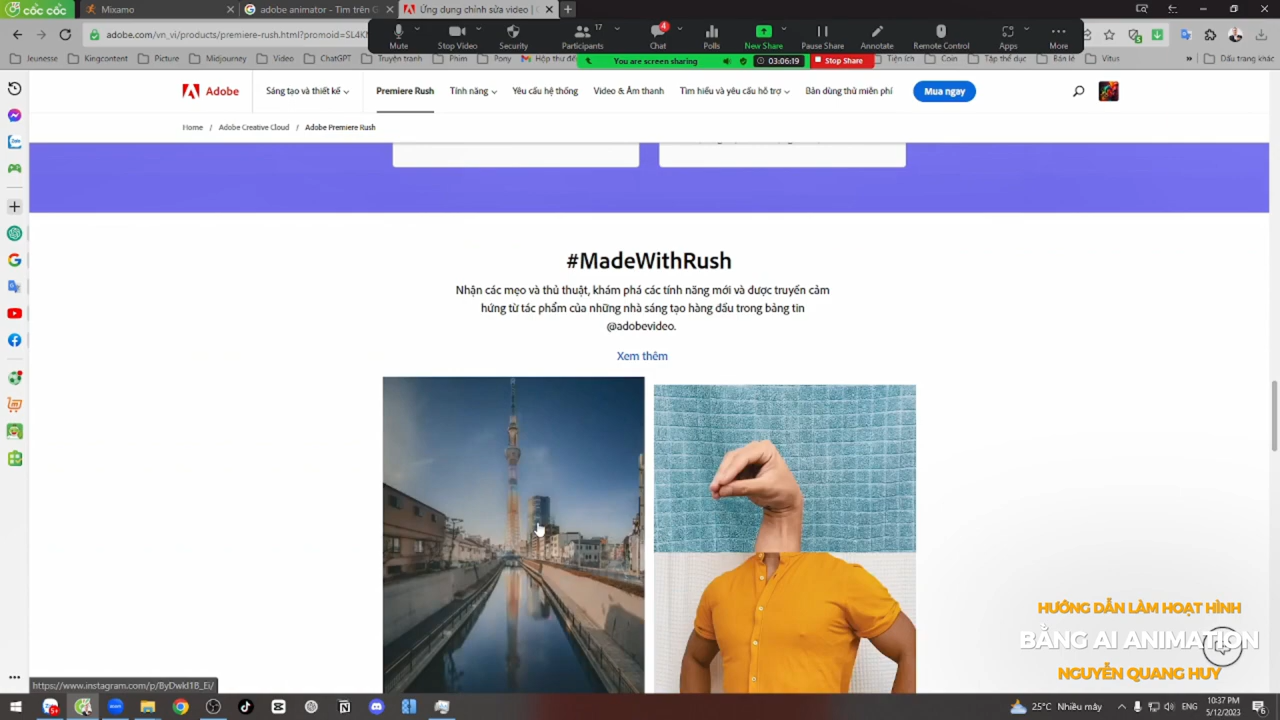 cốc cốc
Mixamo
adobe animator - Tìm trên G
Ứng dụng chỉnh sửa video |
adobe.com/vn_vi/products/premiere-rush.html?promoid=SL4KN
Mute
Stop Video
Security
Participants
17
Chat
4
Polls
New Share
Pause Share
Annotate
Remote Control
Apps
More
You are screen sharing
03:06:19
Stop Share
Jeunesse
Kingcontent
Picture
Midjourney
Video
ChatGPT
Truyện tranh
Phim
Pony
Tiện ích
Coin
Tập thể dục
Bán lẻ
Vitus
Dấu trang khác
Adobe
Sáng tạo và thiết kế
Premiere Rush
Tính năng
Yêu cầu hệ thống
Video & Âm thanh
Tìm hiểu và yêu cầu hỗ trợ
Bản dùng thử miễn phí
Mua ngay
Home / Adobe Creative Cloud / Adobe Premiere Rush
#MadeWithRush
Nhận các mẹo và thủ thuật, khám phá các tính năng mới và được truyền cảm
hứng từ tác phẩm của những nhà sáng tạo hàng đầu trong bảng tin
@adobevideo.
Xem thêm
HƯỚNG DẪN LÀM HOẠT HÌNH
BẰNG AI ANIMATION
NGUYỄN QUANG HUY
https://www.instagram.com/p/ByDwkI1B_Ei/
25°C Nhiều mây
ENG
10:37 PM
5/12/2023